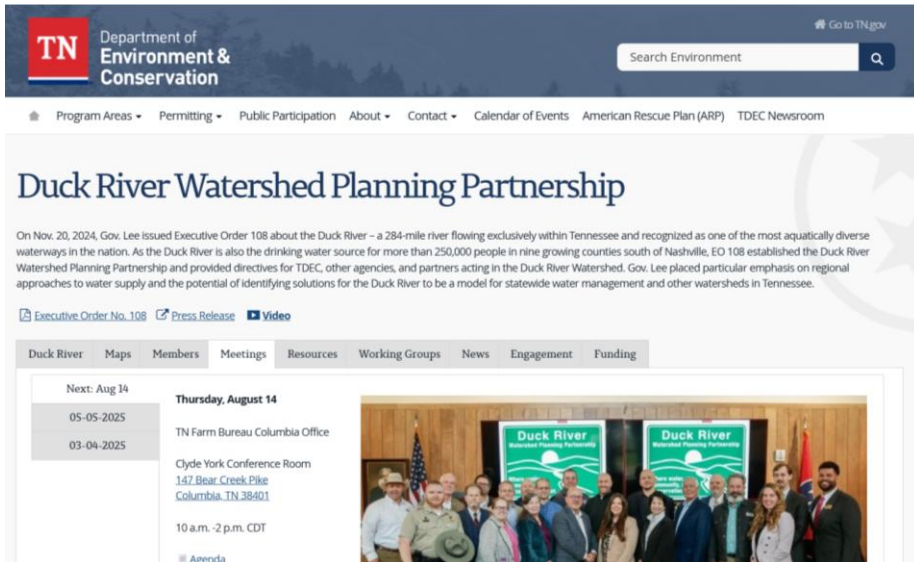 Go to TN.gov
TN
Department of
Environment &
Conservation
Search Environment
Program Areas Permitting Public Participation About Contact Calendar of Events American Rescue Plan (ARP) TDEC Newsroom
Duck River Watershed Planning Partnership
On Nov. 20, 2024, Gov. Lee issued Executive Order 108 about the Duck River – a 284-mile river flowing exclusively within Tennessee and recognized as one of the most aquatically diverse
waterways in the nation. As the Duck River is also the drinking water source for more than 250,000 people in nine growing counties south of Nashville, EO 108 established the Duck River
Watershed Planning Partnership and provided directives for TDEC, other agencies, and partners acting in the Duck River Watershed. Gov. Lee placed particular emphasis on regional
approaches to water supply and the potential of identifying solutions for the Duck River to be a model for statewide water management and other watersheds in Tennessee.
Executive Order No. 108 Press Release Video
Duck River Maps Members Meetings Resources Working Groups News Engagement Funding
Next: Aug 14
05-05-2025
03-04-2025
Thursday, August 14
TN Farm Bureau Columbia Office
Clyde York Conference Room
147 Bear Creek Pike
Columbia, TN 38401
10 a.m. -2 p.m. CDT
Agenda
Duck River
Watershed Planning Partnership
Duck River
Watershed Planning Partnership